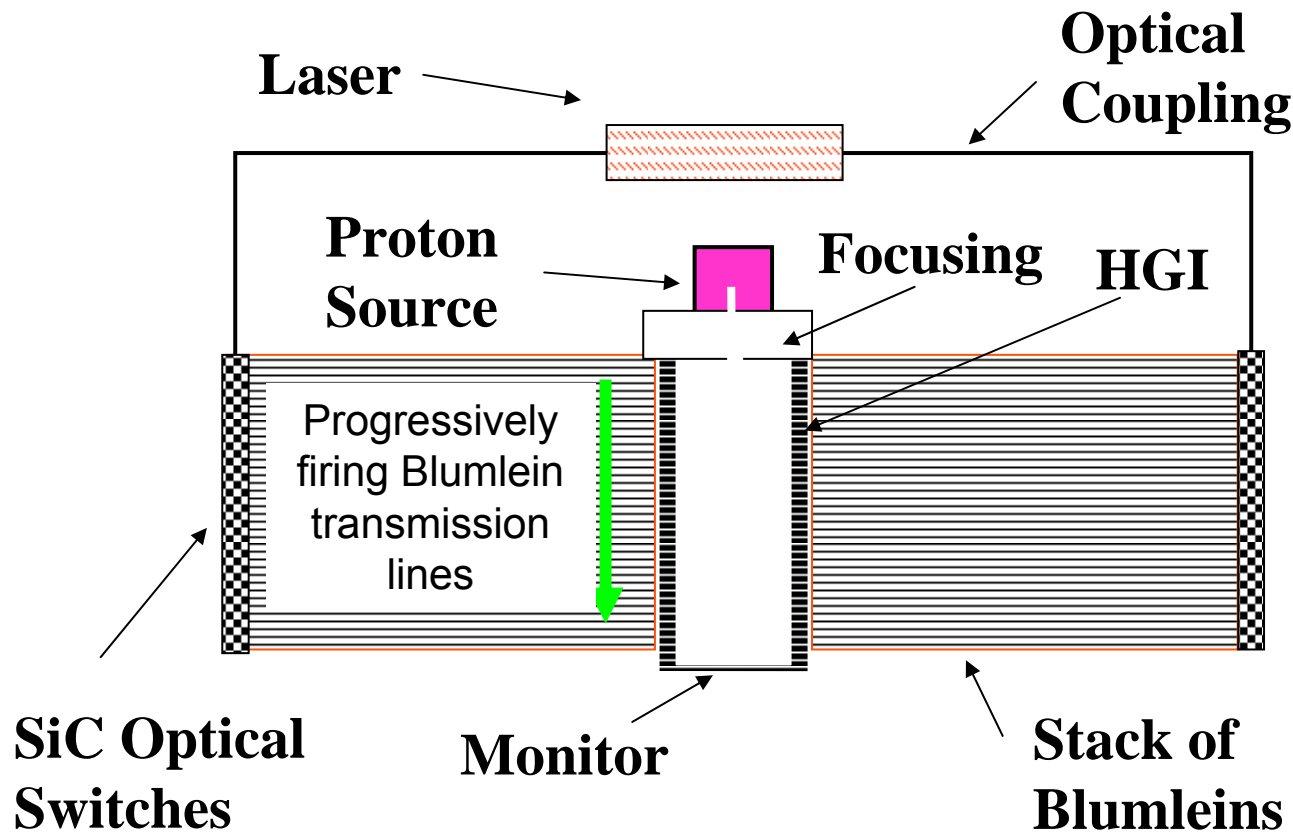 Laser
Optical
Coupling
Proton
Source
Focusing
HGI
Progressively
firing Blumlein
transmission
lines
SiC Optical
Switches
Monitor
Stack of
Blumleins